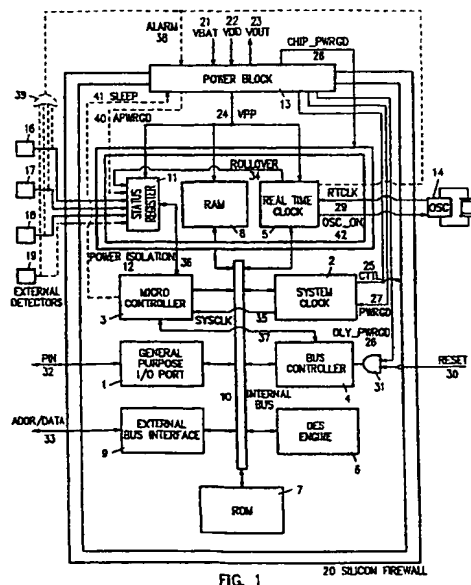 ALARM
38
21
VBAT
22
VDD
23
VOUT
CHIP_PWRGD
28
POWER BLOCK
13
41 SLEEP
40 APWRGD
24
VPP
39
16
17
18
19
EXTERNAL
DETECTORS
ROLLOVER
34
11
STATUS
REGISTER
RAM
8
REAL TIME
CLOCK
5
RTCLK
29
OSC_ON
42
14
OSC
POWER ISOLATION
12
36
MICRO
CONTROLLER
3
SYSCLK
35
37
2
SYSTEM
CLOCK
25
CTTL
27
PWRGD
DLY_PWRGD
26
PIN
32
GENERAL
PURPOSE
I/O PORT
1
10
INTERNAL
BUS
BUS
CONTROLLER
4
31
RESET
30
ADDR/DATA
33
EXTERNAL
BUS INTERFACE
9
DES
ENGINE
6
7
ROM
20 SILICON FIREWALL
FIG. 1